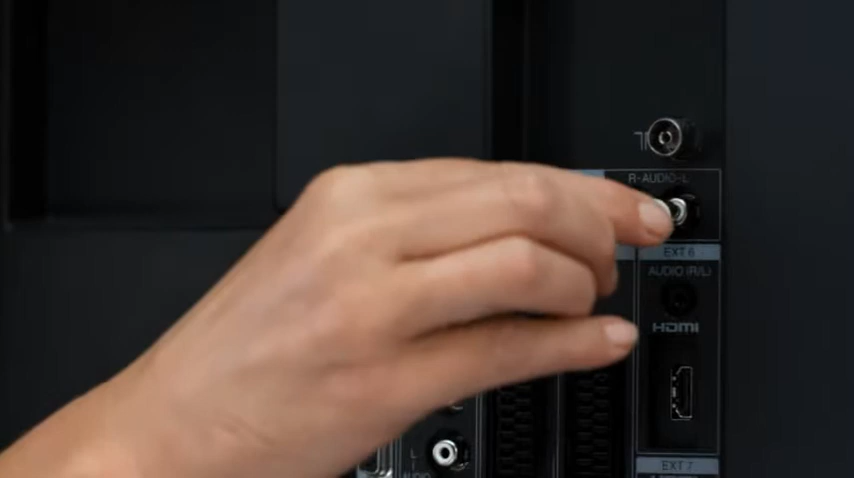 R-AUDIO-L
EXT 6
AUDIO (R/L)
HDMI
L
AUDIO
EXT 7